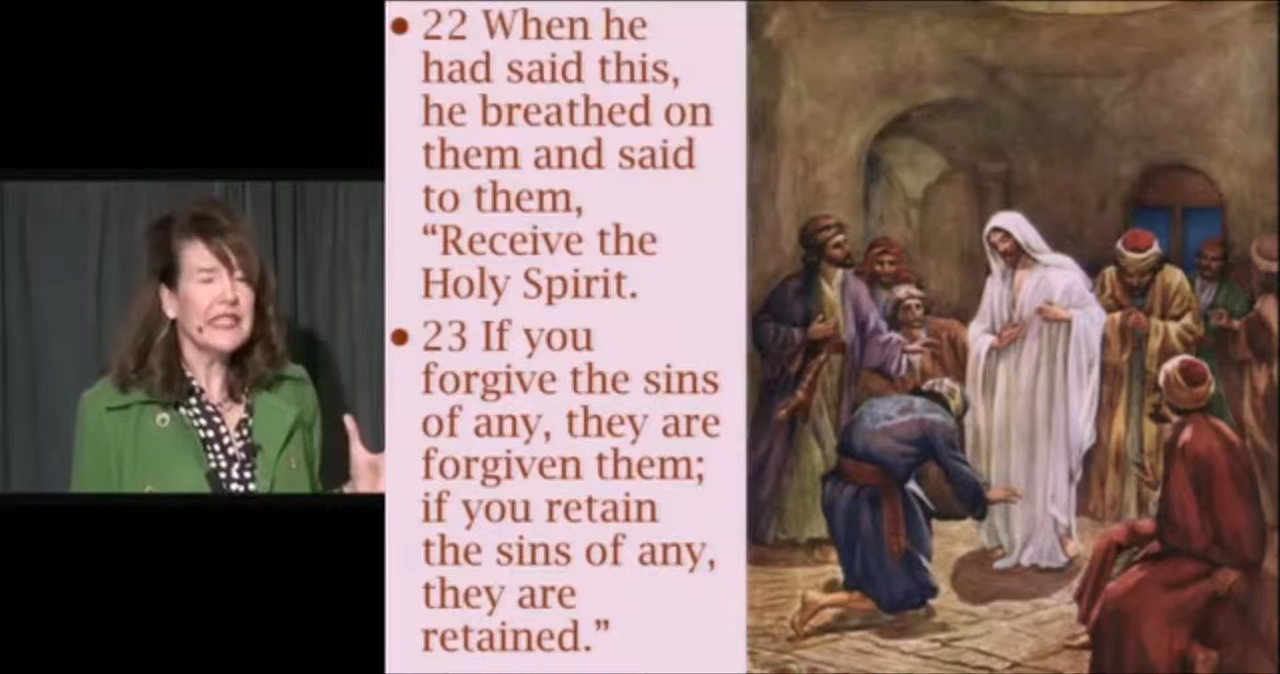 • 22 When he
had said this,
he breathed on
them and said
to them,
“Receive the
Holy Spirit.
• 23 If you
forgive the sins
of any, they are
forgiven them;
if you retain
the sins of any,
they are
retained.”